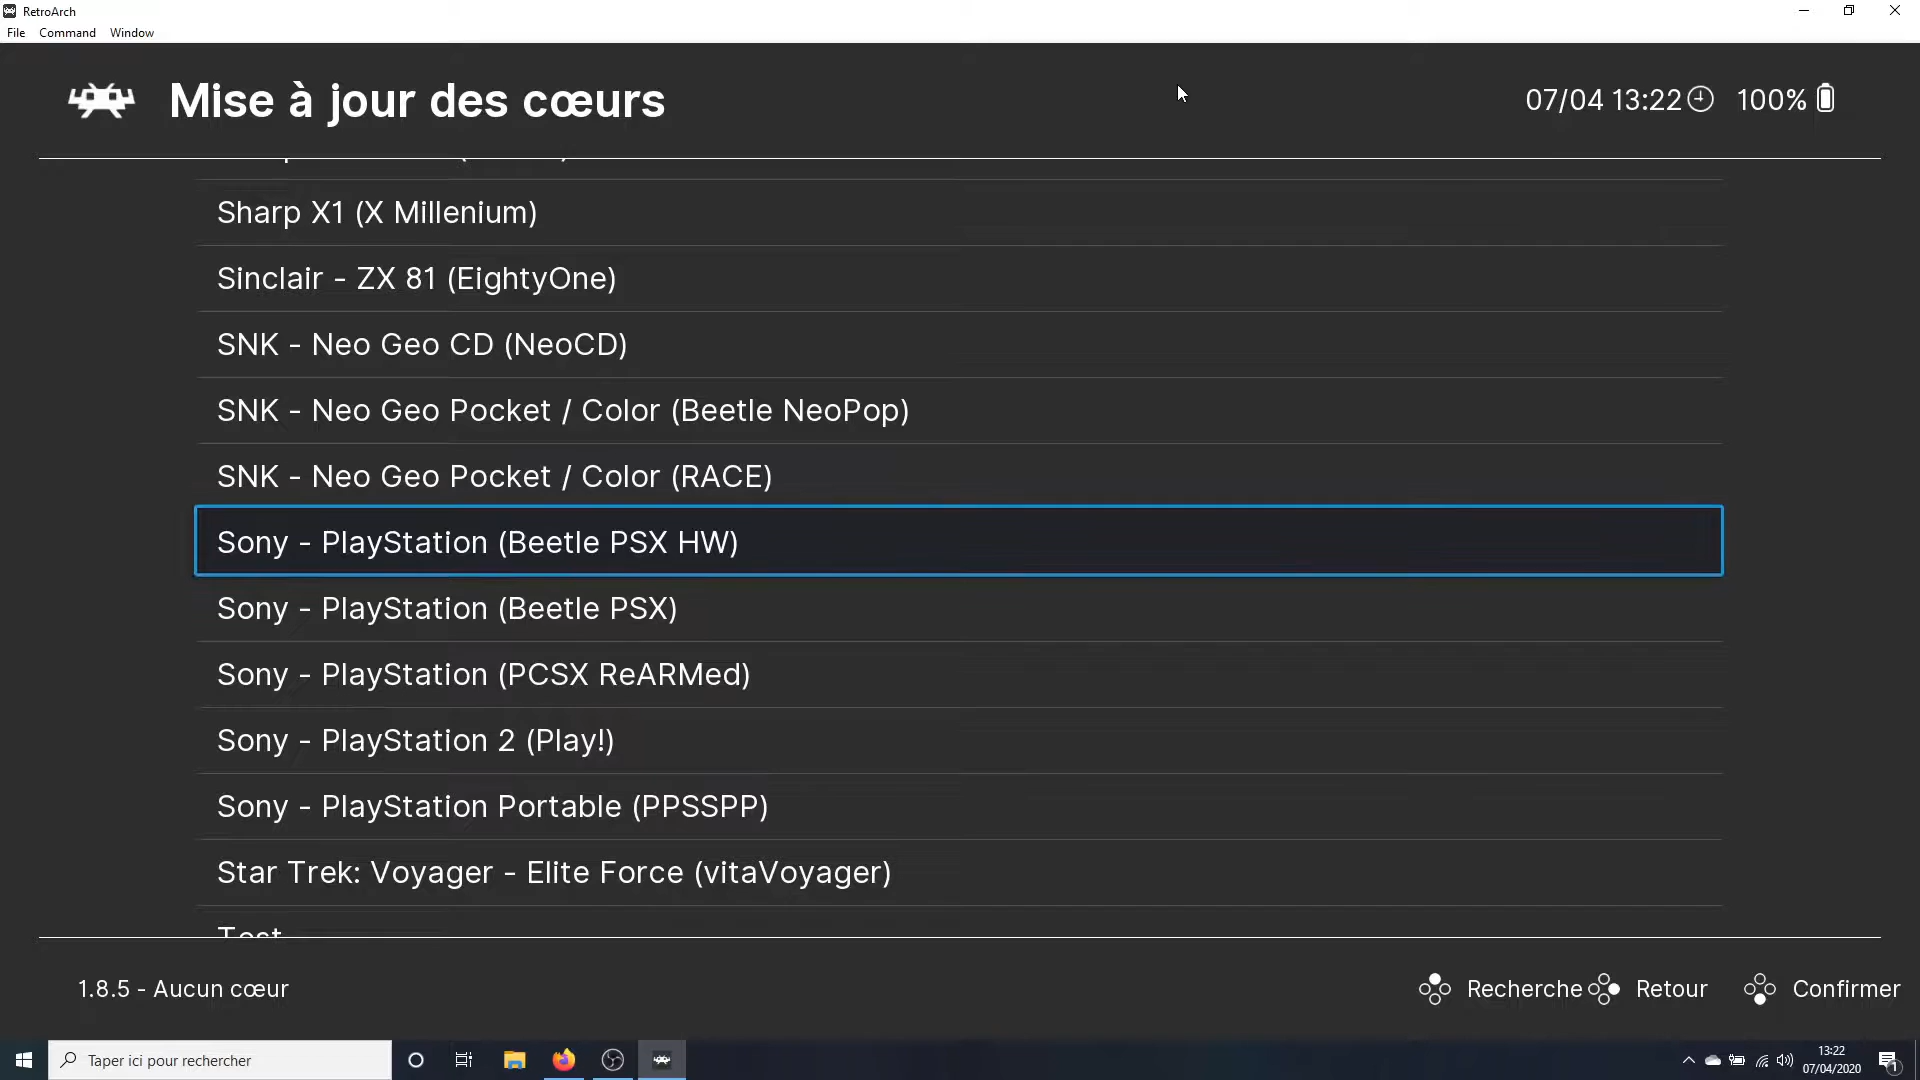 RetroArch
File Command Window
Mise à jour des cœurs
07/04 13:22 100%
Sharp X1 (X Millenium)
Sinclair - ZX 81 (EightyOne)
SNK - Neo Geo CD (NeoCD)
SNK - Neo Geo Pocket / Color (Beetle NeoPop)
SNK - Neo Geo Pocket / Color (RACE)
Sony - PlayStation (Beetle PSX HW)
Sony - PlayStation (Beetle PSX)
Sony - PlayStation (PCSX ReARMed)
Sony - PlayStation 2 (Play!)
Sony - PlayStation Portable (PPSSPP)
Star Trek: Voyager - Elite Force (vitaVoyager)
Test
1.8.5 - Aucun cœur
Recherche Retour Confirmer
Taper ici pour rechercher
13:22
07/04/2020
1